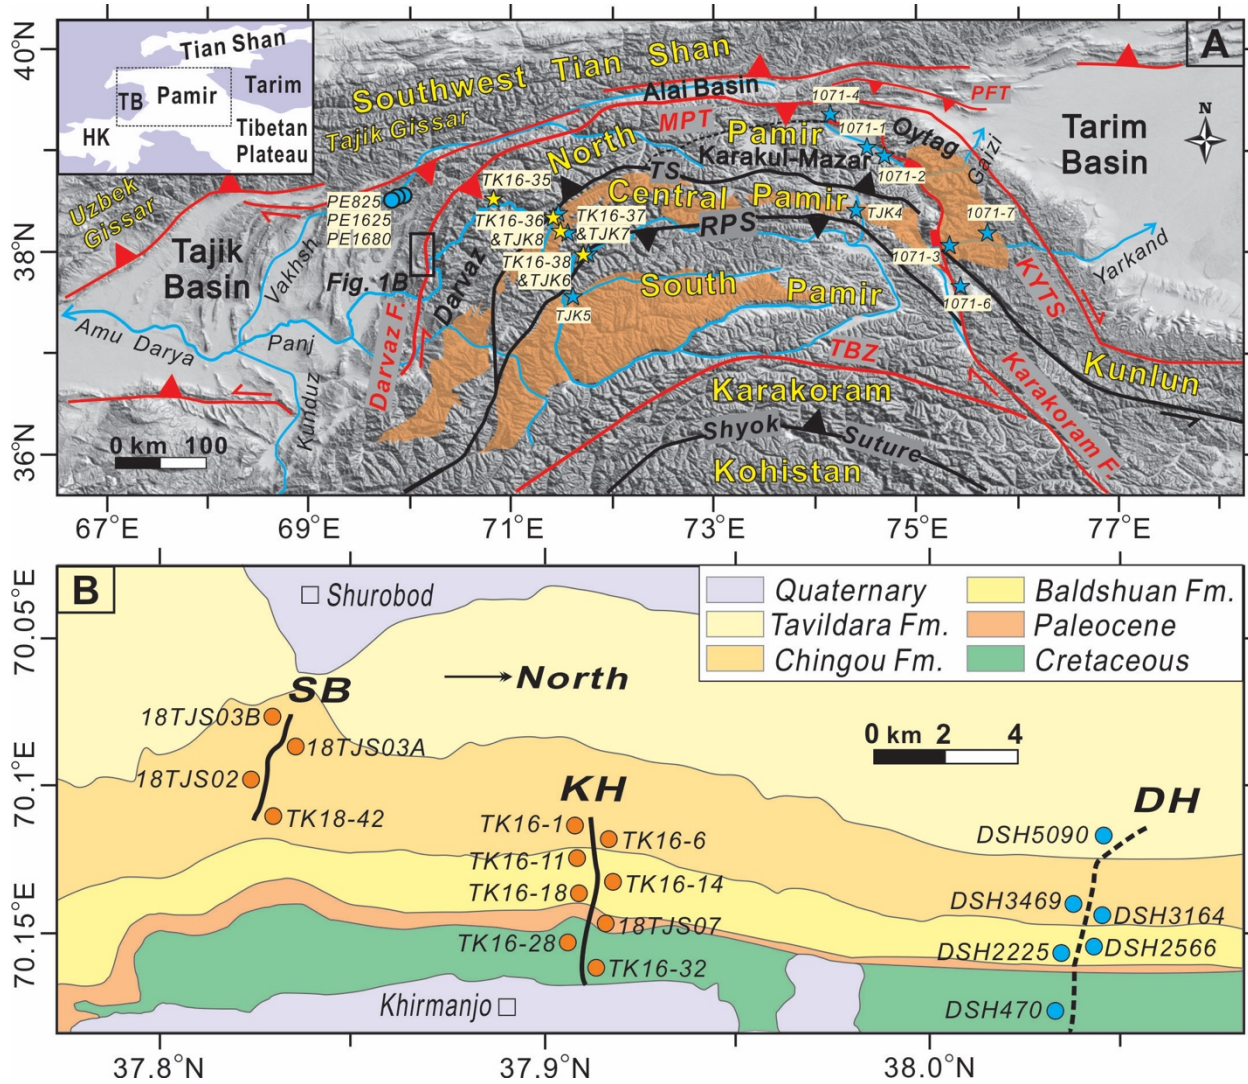 A
40°N
38°N
36°N
67°E
69°E
71°E
73°E
75°E
77°E
Tian Shan
TB
Pamir
Tarim
HK
Tibetan
Plateau
Southwest Tian Shan
Tajik Gissar
Alai Basin
MPT
PFT
N
1071-4
1071-1
1071-2
Oytag
Gaizi
Tarim
Basin
North
Pamir
Karakul-Mazar
TS
Central Pamir
Uzbek
Gissar
PE825
PE1625
PE1680
TK16-35
TK16-36
&TJK8
TK16-37
&TJK7
TK16-38
&TJK6
TJK5
TJK4
1071-7
1071-3
1071-6
RPS
Tajik
Basin
Vakhsh
Fig. 1B
Darvaz
Darvaz F.
South Pamir
KYTS
Yarkand
Amu Darya
Panj
Kunduz
TBZ
Karakoram
Karakoram F.
Kunlun
Shyok Suture
Kohistan
0 km 100
B
70.05°E
70.1°E
70.15°E
37.8°N
37.9°N
38.0°N
Shurobod
Quaternary
Tavildara Fm.
Chingou Fm.
Baldshuan Fm.
Paleocene
Cretaceous
North
0 km 2 4
SB
18TJS03B
18TJS03A
18TJS02
TK18-42
KH
TK16-1
TK16-6
TK16-11
TK16-14
TK16-18
18TJS07
TK16-28
TK16-32
Khirmanjo
DH
DSH5090
DSH3469
DSH3164
DSH2225
DSH2566
DSH470